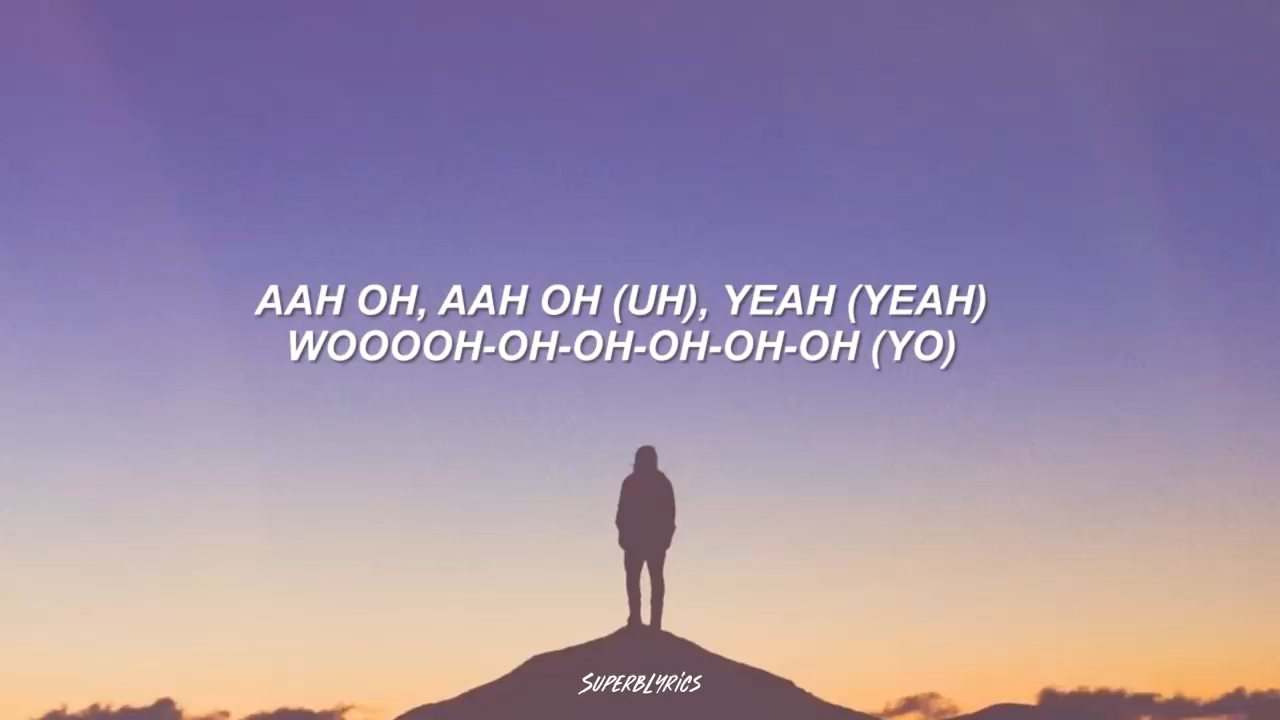 AAH OH, AAH OH (UH), YEAH (YEAH)
WOOOOH-OH-OH-OH-OH-OH (YO)
SUPERBLYRICS